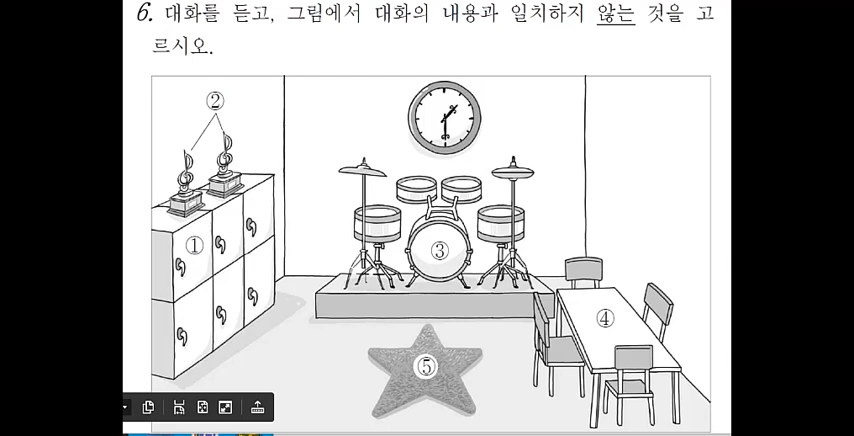 6. 대화를 듣고, 그림에서 대화의 내용과 일치하지 않는 것을 고
르시오.
②
①
③
④
⑤